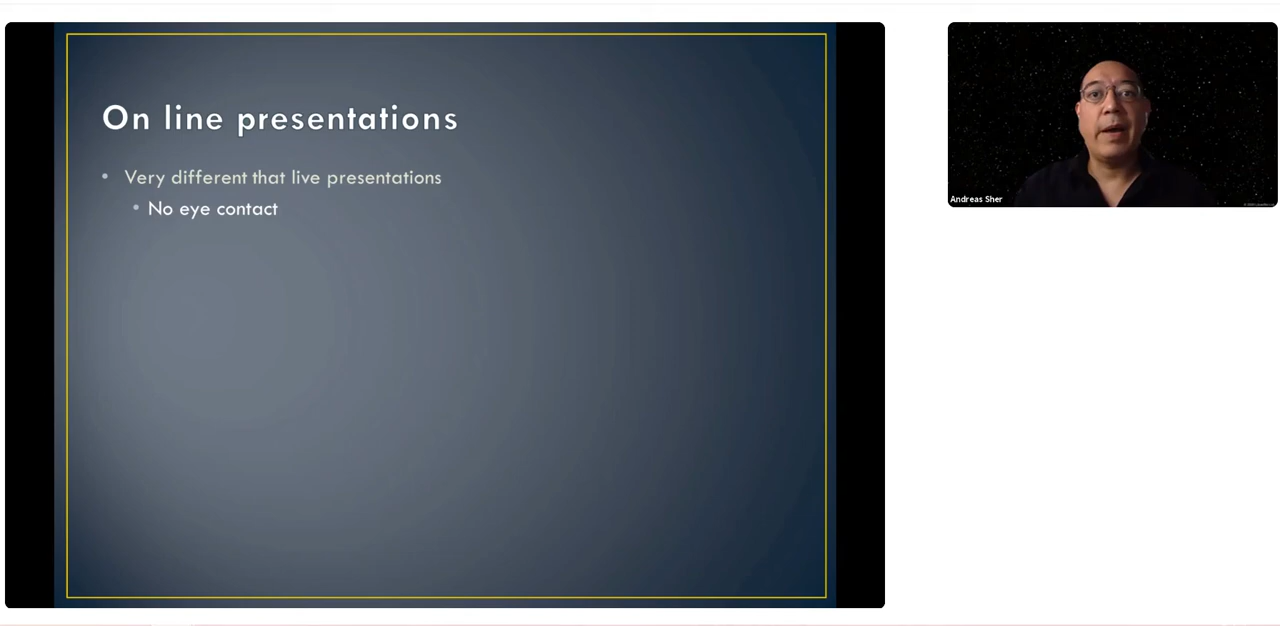 On line presentations
Very different that live presentations
No eye contact
Andreas Sher